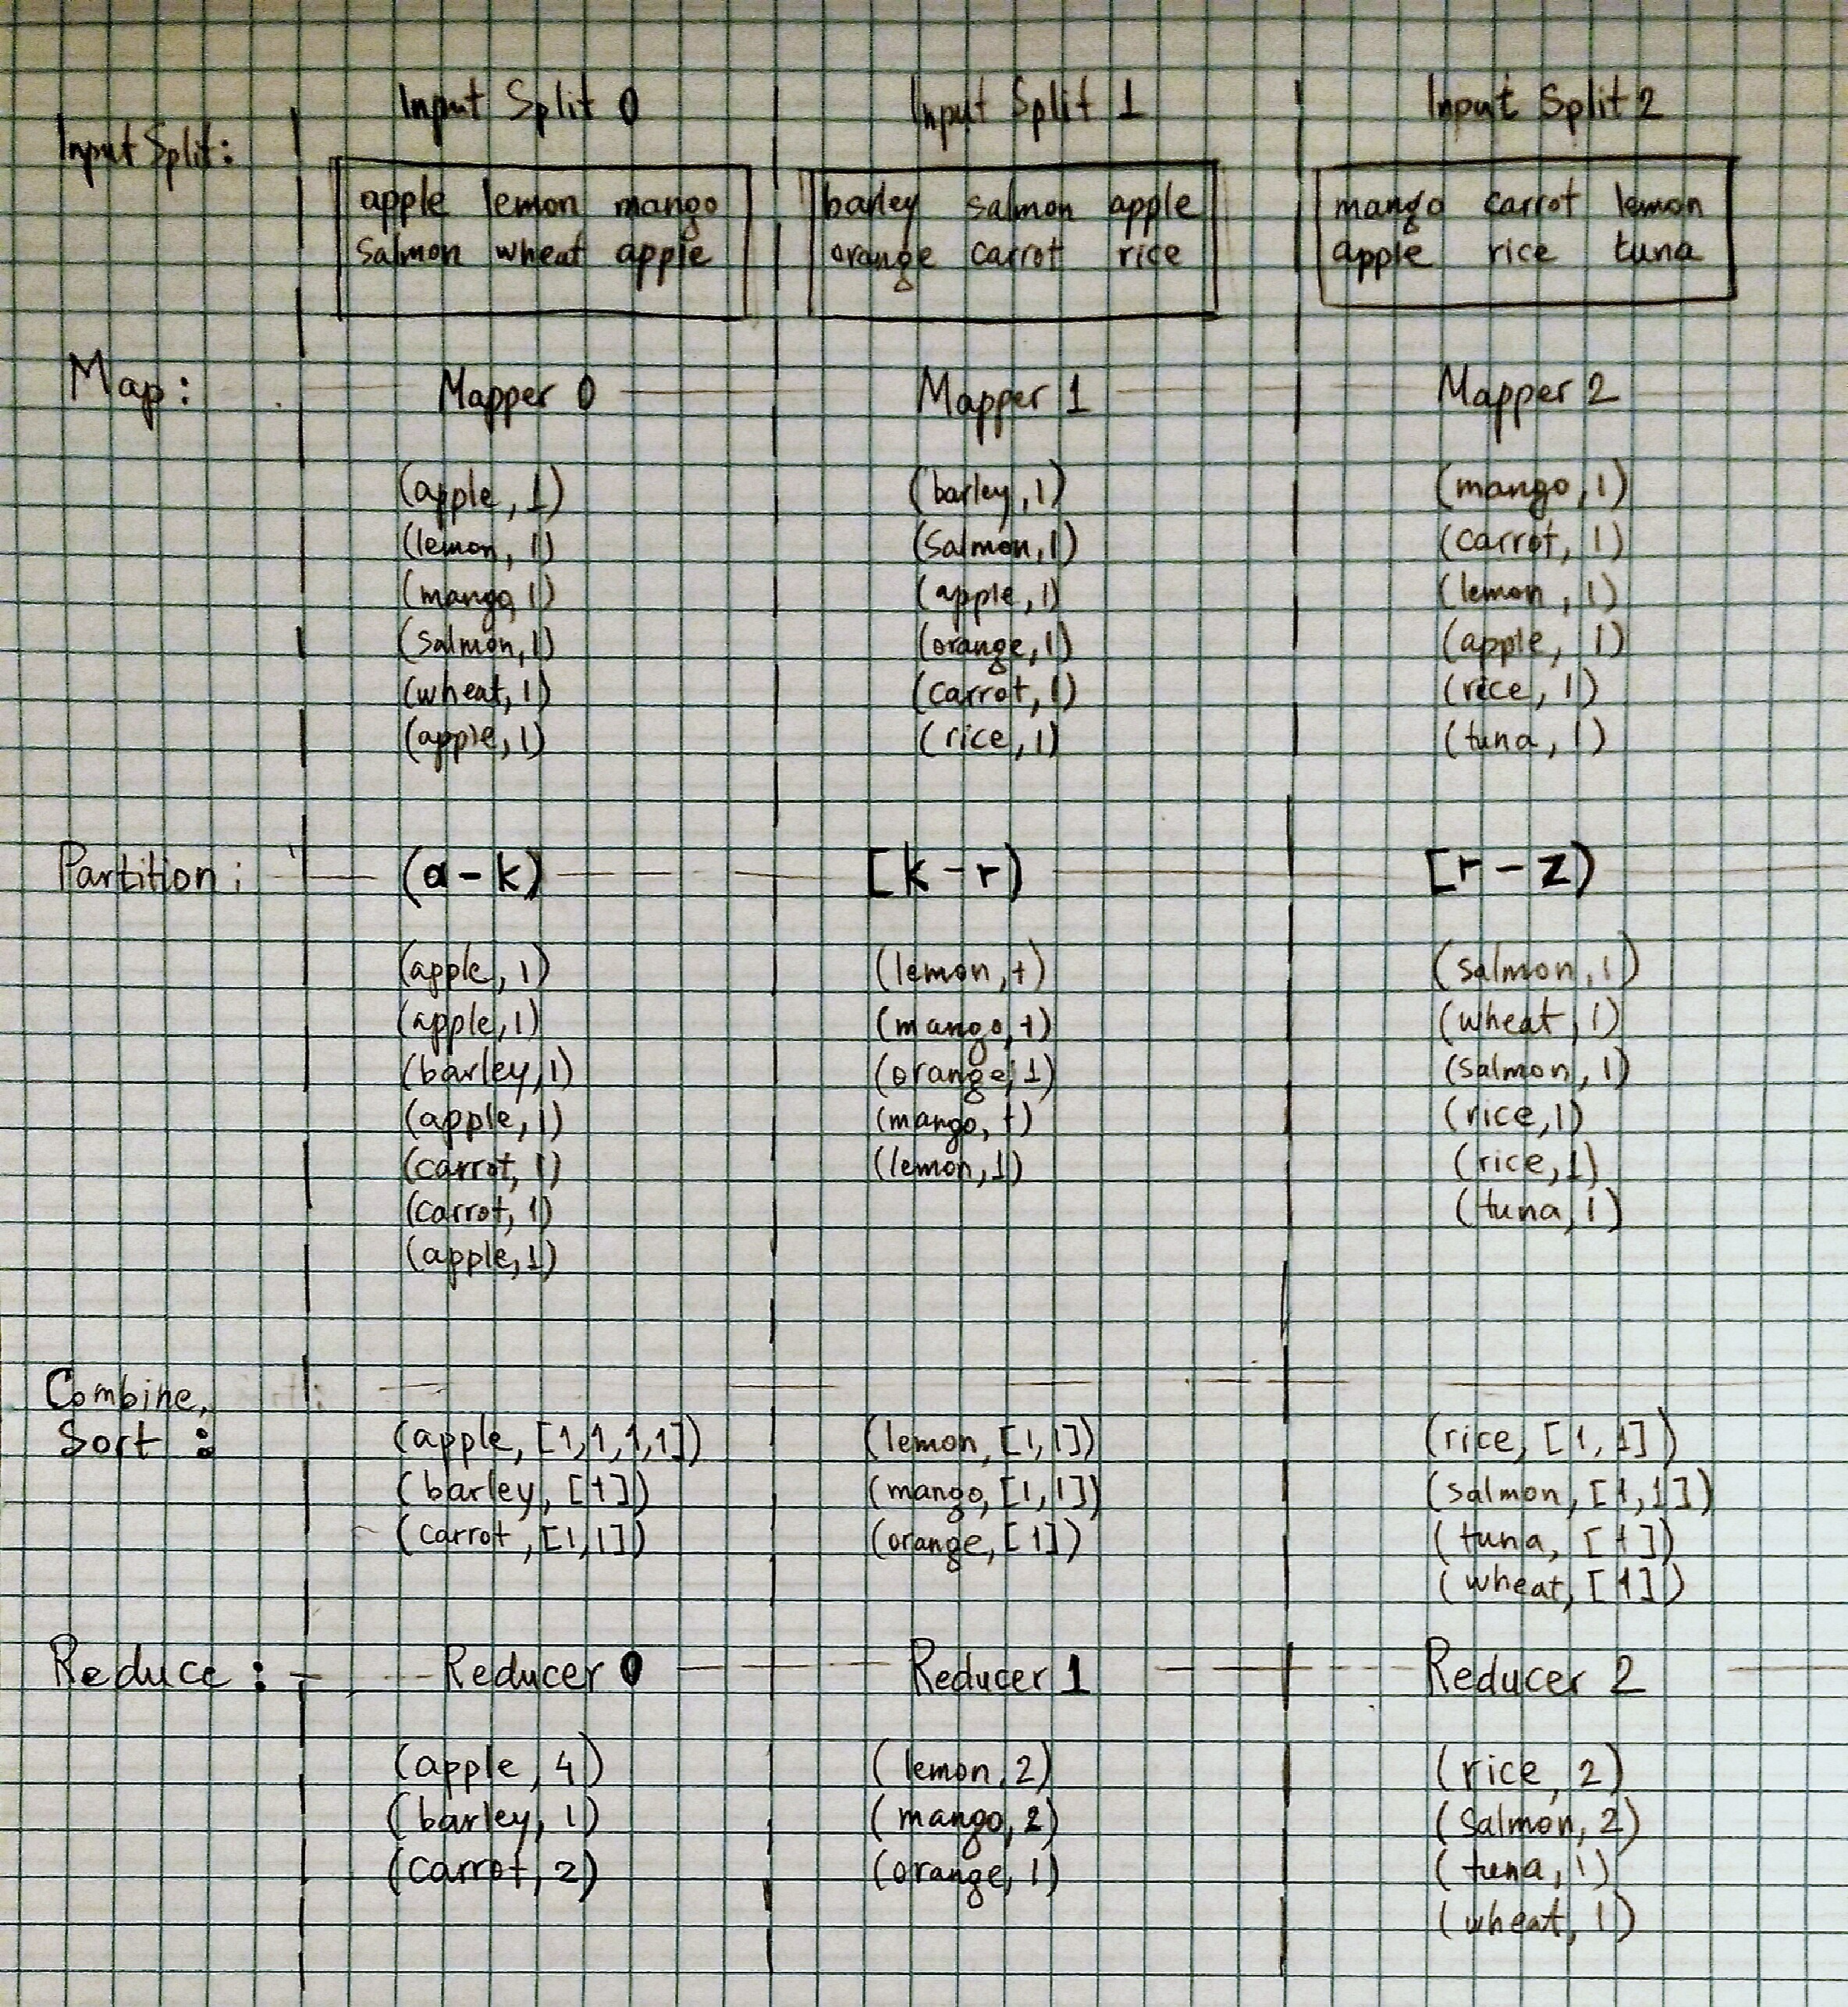 Input Split 0 Input Split 1 Input Split 2
Input Split:
apple lemon mango barley salmon apple mango carrot lemon
salmon wheat apple orange carrot rice apple rice tuna
Map: Mapper 0 Mapper 1 Mapper 2
(apple, 1) (barley, 1) (mango, 1)
(lemon, 1) (salmon, 1) (carrot, 1)
(mango, 1) (apple, 1) (lemon, 1)
(salmon, 1) (orange, 1) (apple, 1)
(wheat, 1) (carrot, 1) (rice, 1)
(apple, 1) (rice, 1) (tuna, 1)
Partition: (a-k) [k-r) [r-z)
(apple, 1) (lemon, 1) (salmon, 1)
(apple, 1) (mango, 1) (wheat, 1)
(barley, 1) (orange, 1) (salmon, 1)
(apple, 1) (mango, 1) (rice, 1)
(carrot, 1) (lemon, 1) (rice, 1)
(carrot, 1) (tuna, 1)
(apple, 1)
Combine,
Sort: (apple, [1,1,1,1]) (lemon, [1,1]) (rice, [1,1])
(barley, [1]) (mango, [1,1]) (salmon, [1,1])
(carrot, [1,1]) (orange, [1]) (tuna, [1])
(wheat, [1])
Reduce: Reducer 0 Reducer 1 Reducer 2
(apple, 4) (lemon, 2) (rice, 2)
(barley, 1) (mango, 2) (salmon, 2)
(carrot, 2) (orange, 1) (tuna, 1)
(wheat, 1)